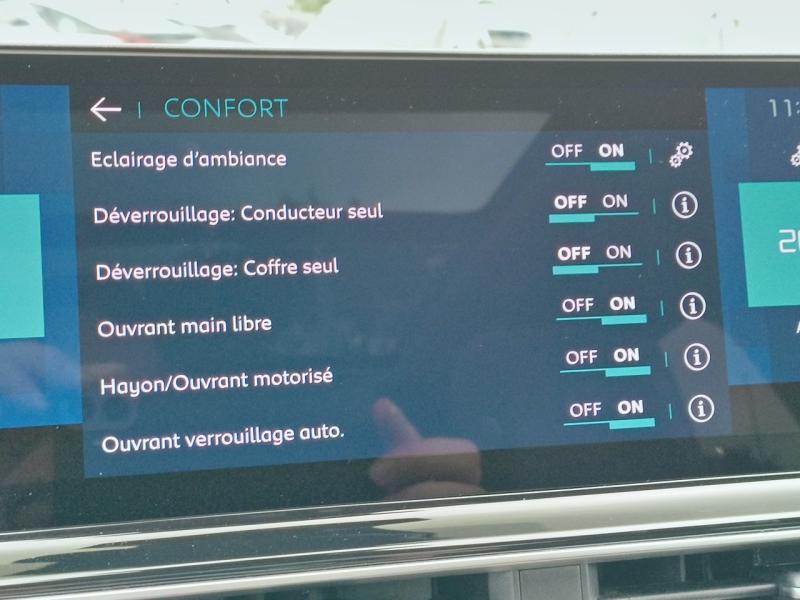 CONFORT
Eclairage d'ambiance OFF ON
Déverrouillage: Conducteur seul OFF ON
Déverrouillage: Coffre seul OFF ON
Ouvrant main libre OFF ON
Hayon/Ouvrant motorisé OFF ON
Ouvrant verrouillage auto. OFF ON